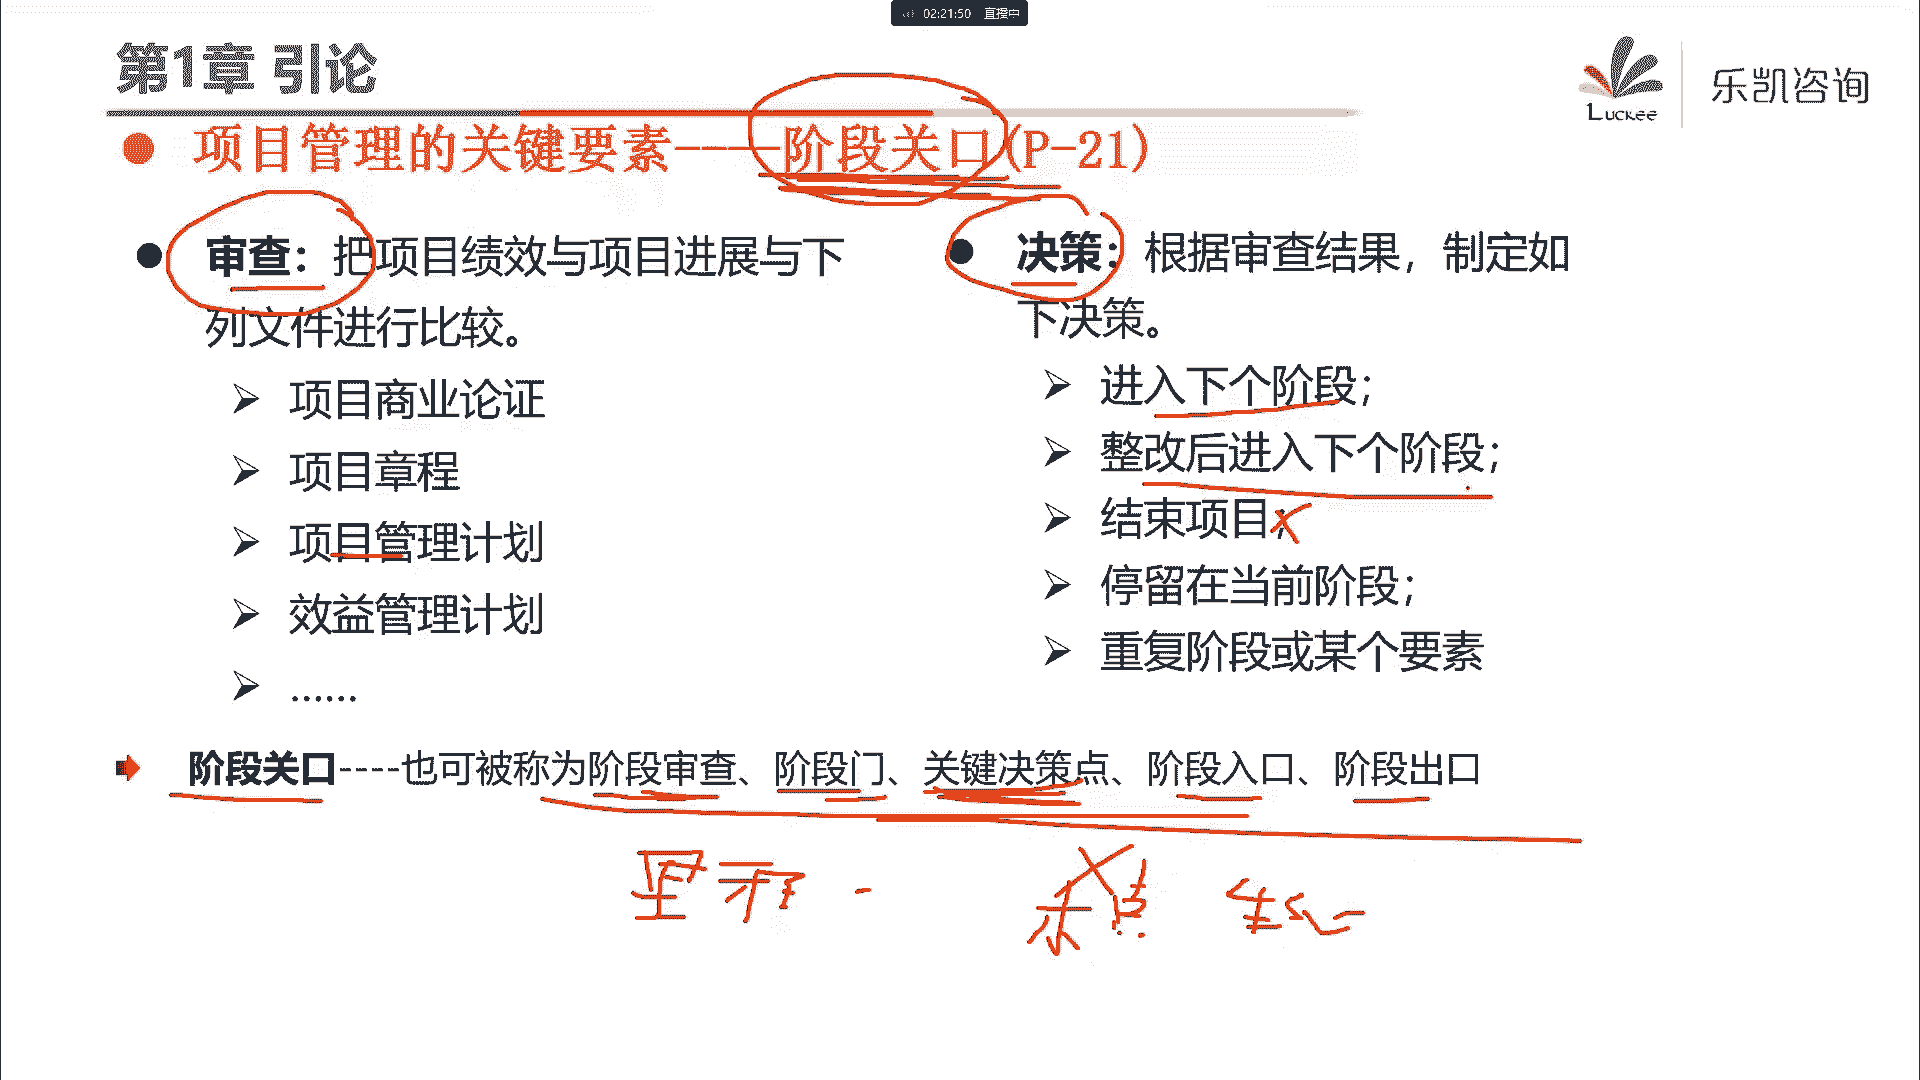 02:21:50 直播中
第1章 引论
Luckee
乐凯咨询
项目管理的关键要素----阶段关口(P-21)
审查：把项目绩效与项目进展与下
列文件进行比较。
项目商业论证
项目章程
项目管理计划
效益管理计划
……
决策：根据审查结果，制定如
下决策。
进入下个阶段；
整改后进入下个阶段；
结束项目；
停留在当前阶段；
重复阶段或某个要素
阶段关口----也可被称为阶段审查、阶段门、关键决策点、阶段入口、阶段出口
里程